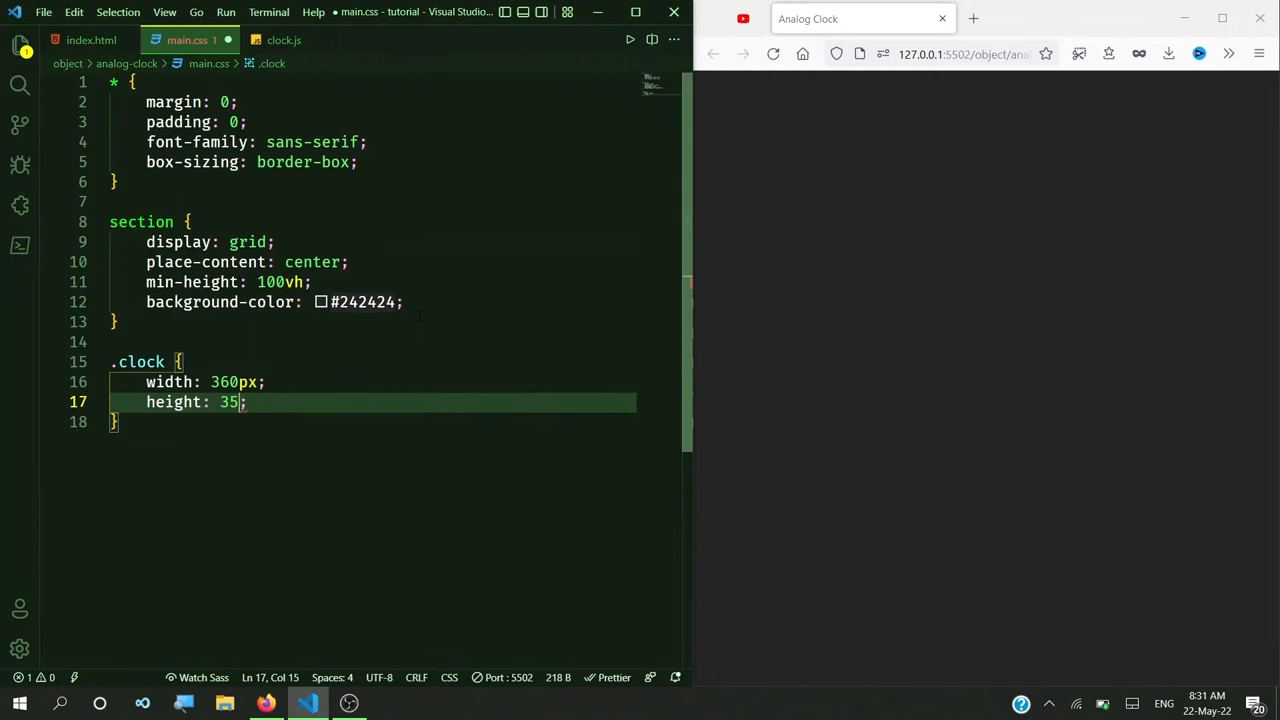 File Edit Selection View Go Run Terminal Help
● main.css - tutorial - Visual Studio...
index.html
main.css 1 ●
clock.js
object > analog-clock > main.css > .clock
1 * {
2 margin: 0;
3 padding: 0;
4 font-family: sans-serif;
5 box-sizing: border-box;
6 }
7
8 section {
9 display: grid;
10 place-content: center;
11 min-height: 100vh;
12 background-color: #242424;
13 }
14
15 .clock {
16 width: 360px;
17 height: 35;
18 }
1
1 0 Watch Sass Ln 17, Col 15 Spaces: 4 UTF-8 CRLF CSS Port : 5502 218 B Prettier
Analog Clock
127.0.0.1:5502/object/ana
ENG
8:31 AM
22-May-22
20